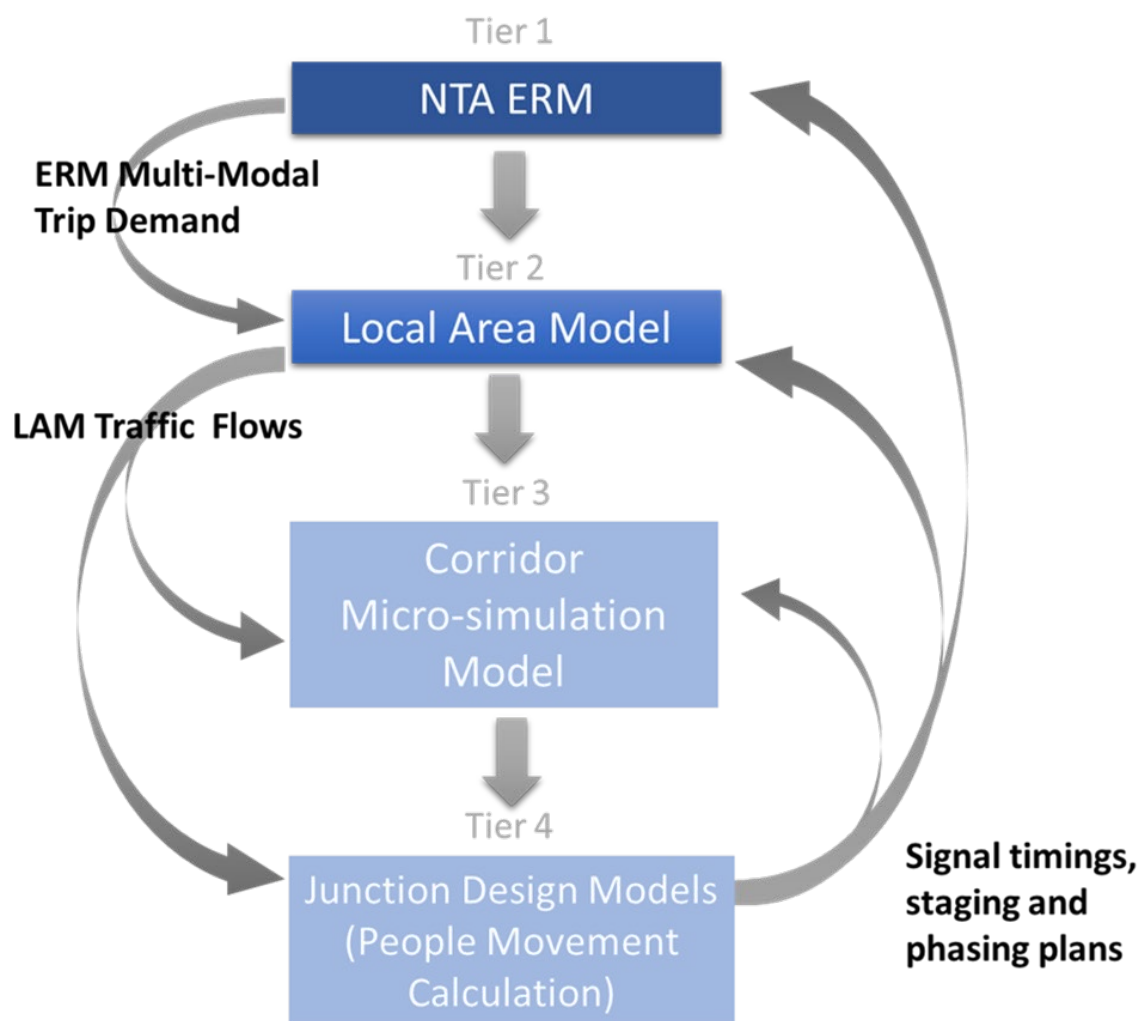 Tier 1
NTA ERM
ERM Multi-Modal
Trip Demand
Tier 2
Local Area Model
LAM Traffic Flows
Tier 3
Corridor
Micro-simulation
Model
Tier 4
Junction Design Models
(People Movement
Calculation)
Signal timings,
staging and
phasing plans